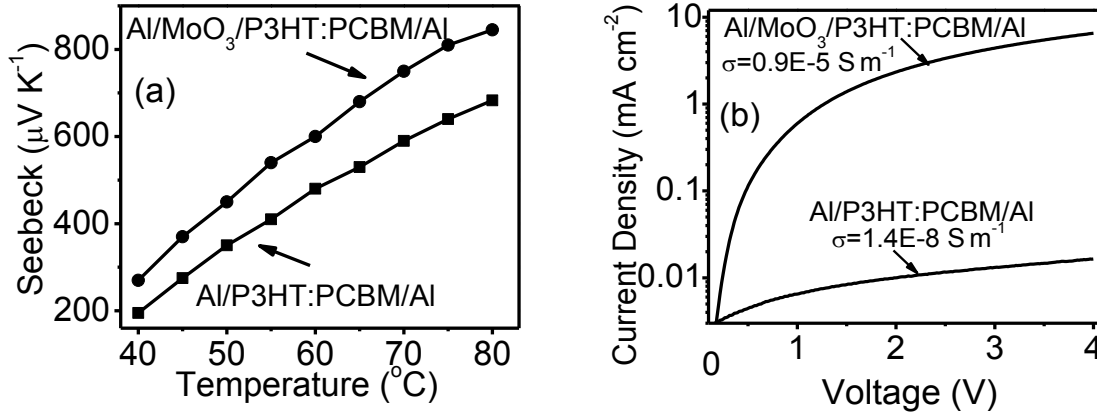 Al/MoO₃/P3HT:PCBM/Al
800
600
400
200
(a)
Al/P3HT:PCBM/Al
Seebeck (μV K⁻¹)
40 50 60 70 80
Temperature (°C)
Al/MoO₃/P3HT:PCBM/Al
σ=0.9E-5 S m⁻¹
10
1
0.1
0.01
(b)
Al/P3HT:PCBM/Al
σ=1.4E-8 S m⁻¹
Current Density (mA cm⁻²)
0 1 2 3 4
Voltage (V)